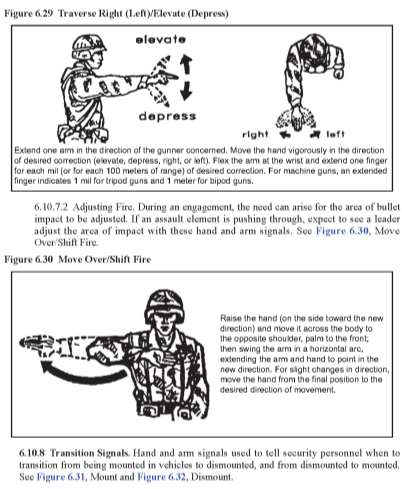 Figure 6.29 Traverse Right (Left)/Elevate (Depress)
elevate
depress
right
left
Extend one arm in the direction of the gunner concerned. Move the hand vigorously in the direction
of desired correction (elevate, depress, right, or left). Flex the arm at the wrist and extend one finger
for each mil (or for each 100 meters of range) of desired correction. For machine guns, an extended
finger indicates 1 mil for tripod guns and 1 meter for bipod guns.
6.10.7.2 Adjusting Fire. During an engagement, the need can arise for the area of bullet
impact to be adjusted. If an assault element is pushing through, expect to see a leader
adjust the area of impact with these hand and arm signals. See Figure 6.30, Move
Over/Shift Fire.
Figure 6.30 Move Over/Shift Fire
Raise the hand (on the side toward the new
direction) and move it across the body to
the opposite shoulder, palm to the front;
then swing the arm in a horizontal arc,
extending the arm and hand to point in the
new direction. For slight changes in direction,
move the hand from the final position to the
desired direction of movement.
6.10.8 Transition Signals. Hand and arm signals used to tell security personnel when to
transition from being mounted in vehicles to dismounted, and from dismounted to mounted.
See Figure 6.31, Mount and Figure 6.32, Dismount.